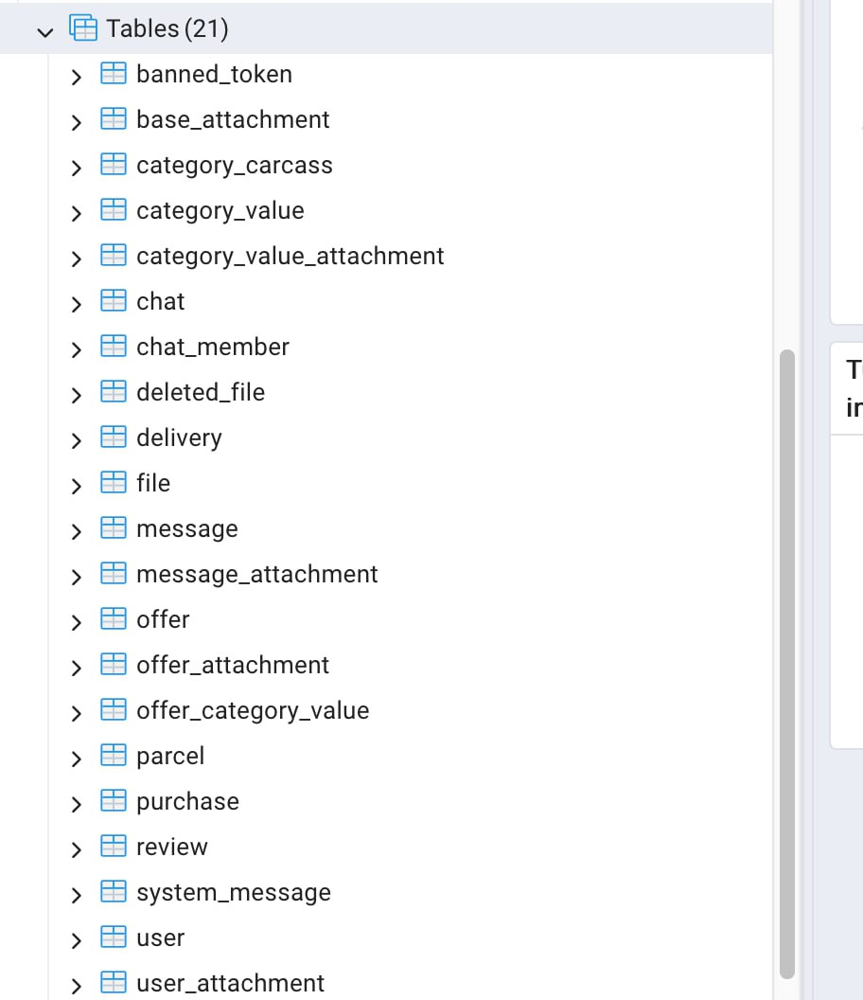 Tables (21)
banned_token
base_attachment
category_carcass
category_value
category_value_attachment
chat
chat_member
deleted_file
delivery
file
message
message_attachment
offer
offer_attachment
offer_category_value
parcel
purchase
review
system_message
user
user_attachment